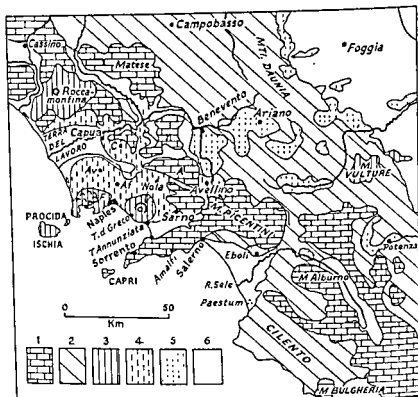 Campobasso
Cassino
Foggia
Matese
MTI. DAUNIA
Rocca-
monfina
Benevento
Ariano
TERRA
DEL
LAVORO
Capua
C
M.
VULTURE
Av
A
A
Nola
Avellino
Naples
PROCIDA
ISCHIA
T.d.Greco
T.Annunziata
Sarno
M. PICENTINI
Sorrento
Potenza
CAPRI
Amalfi
Salerno
Eboli
M Alburno
R.Sele
Paestum
0 50
Km
CILENTO
M BULGHERIA
1 2 3 4 5 6